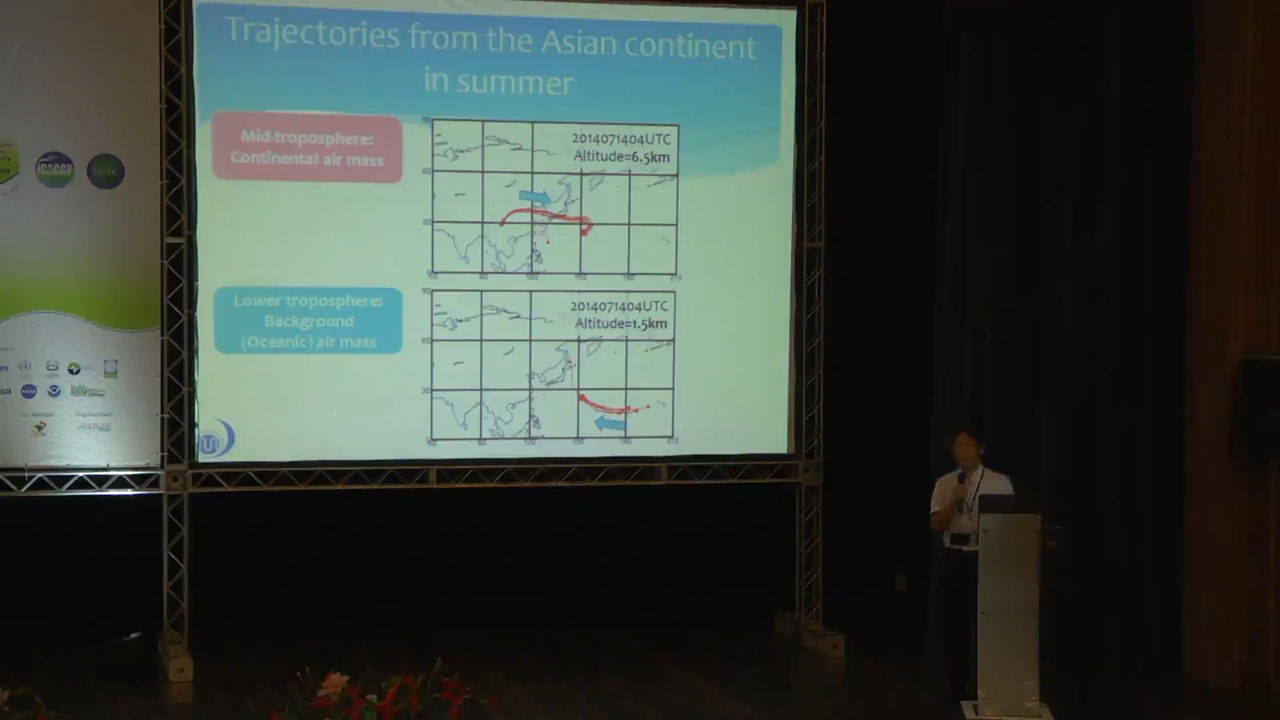 Trajectories from the Asian continent
in summer
Mid-troposphere:
Continental air mass
2014071404UTC
Altitude=6.5km
Lower troposphere:
Background
(Oceanic) air mass
2014071404UTC
Altitude=1.5km